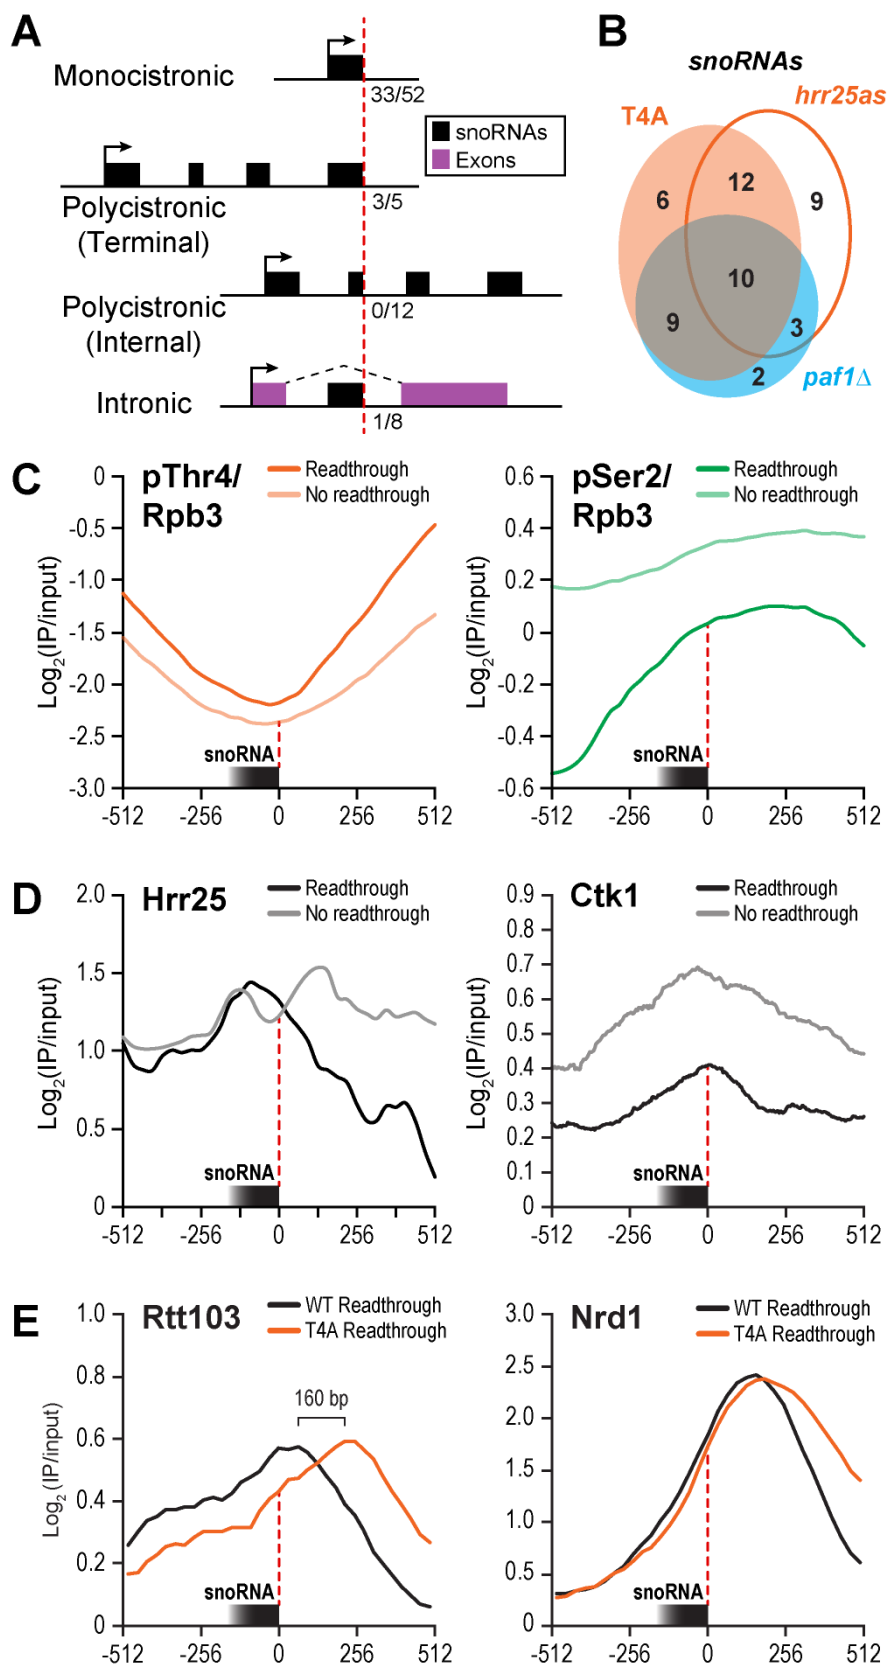 A
Monocistronic
33/52
snoRNAs
Exons
Polycistronic
(Terminal)
3/5
Polycistronic
(Internal)
0/12
Intronic
1/8
B
snoRNAs
hrr25as
T4A
6
12
9
10
9
3
2
paf1Δ
C
pThr4/
Rpb3
Readthrough
No readthrough
Log2(IP/input)
0
-0.5
-1.0
-1.5
-2.0
-2.5
-3.0
snoRNA
-512
-256
0
256
512
pSer2/
Rpb3
Readthrough
No readthrough
Log2(IP/input)
0.6
0.4
0.2
0
-0.2
-0.4
-0.6
snoRNA
-512
-256
0
256
512
D
Hrr25
Readthrough
No readthrough
Log2(IP/input)
2.0
1.5
1.0
0.5
0
snoRNA
-512
-256
0
256
512
Ctk1
Readthrough
No readthrough
Log2(IP/input)
0.9
0.8
0.7
0.6
0.5
0.4
0.3
0.2
0.1
0
snoRNA
-512
-256
0
256
512
E
Rtt103
WT Readthrough
T4A Readthrough
160 bp
Log2 (IP/input)
1.0
0.8
0.6
0.4
0.2
0
snoRNA
-512
-256
0
256
512
Nrd1
WT Readthrough
T4A Readthrough
3.0
2.5
2.0
1.5
1.0
0.5
0
snoRNA
-512
-256
0
256
512